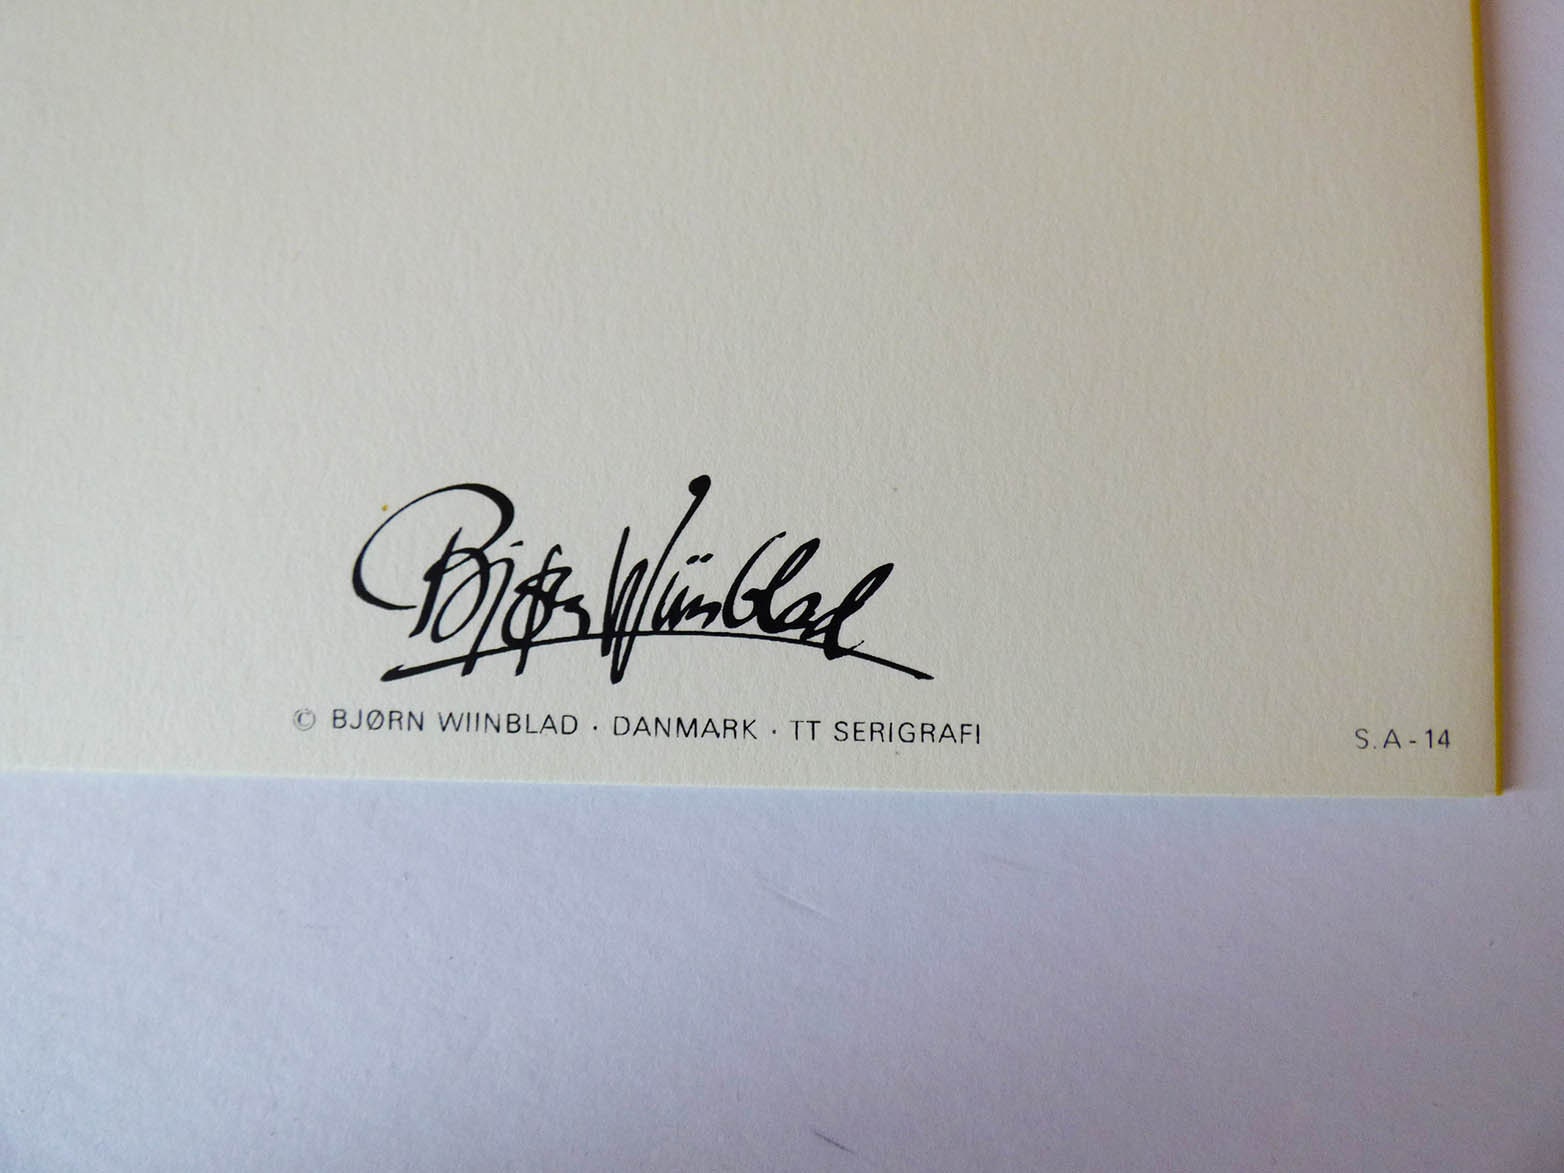 Bjørn Wiinblad
© BJØRN WIINBLAD · DANMARK · TT SERIGRAFI
S.A-14